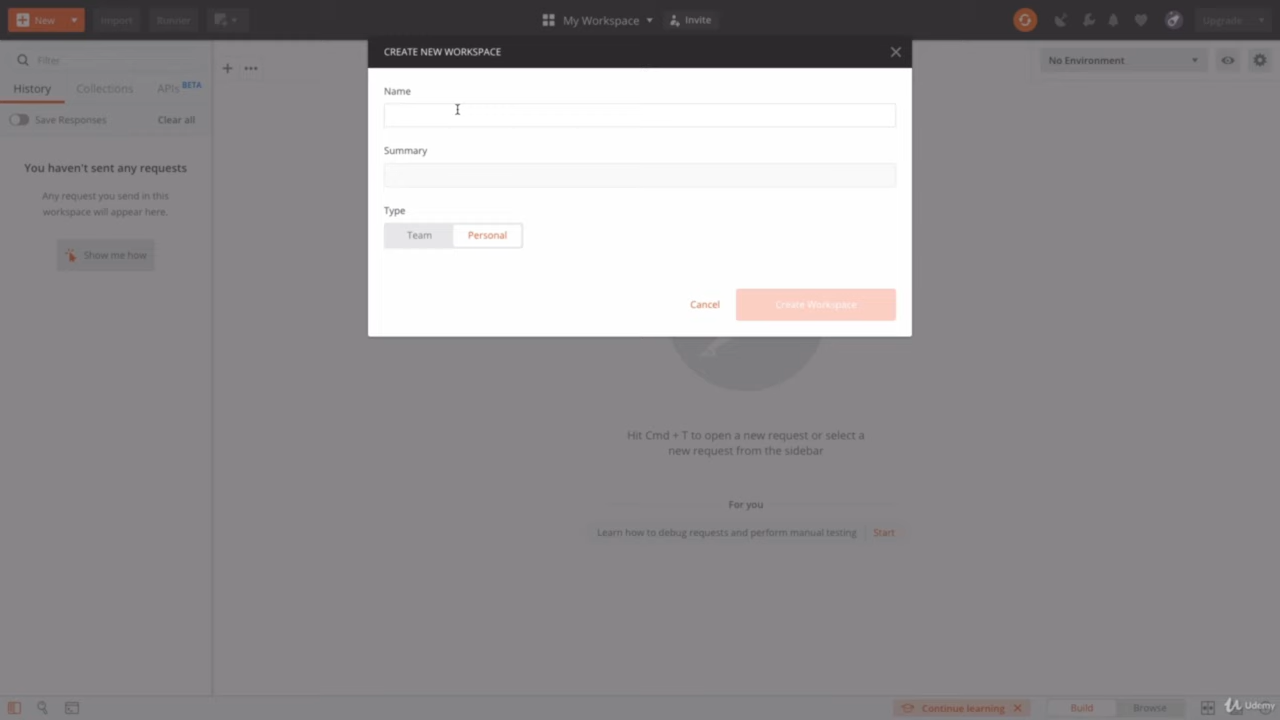 New
Import
Runner
My Workspace
Invite
Upgrade
Filter
History
Collections
APIs BETA
Save Responses
Clear all
You haven't sent any requests
Any request you send in this
workspace will appear here.
Show me how
No Environment
CREATE NEW WORKSPACE
Name
Summary
Type
Team
Personal
Cancel
Create Workspace
Hit Cmd + T to open a new request or select a
new request from the sidebar
For you
Learn how to debug requests and perform manual testing
Start
Continue learning
Build
Browse
Udemy